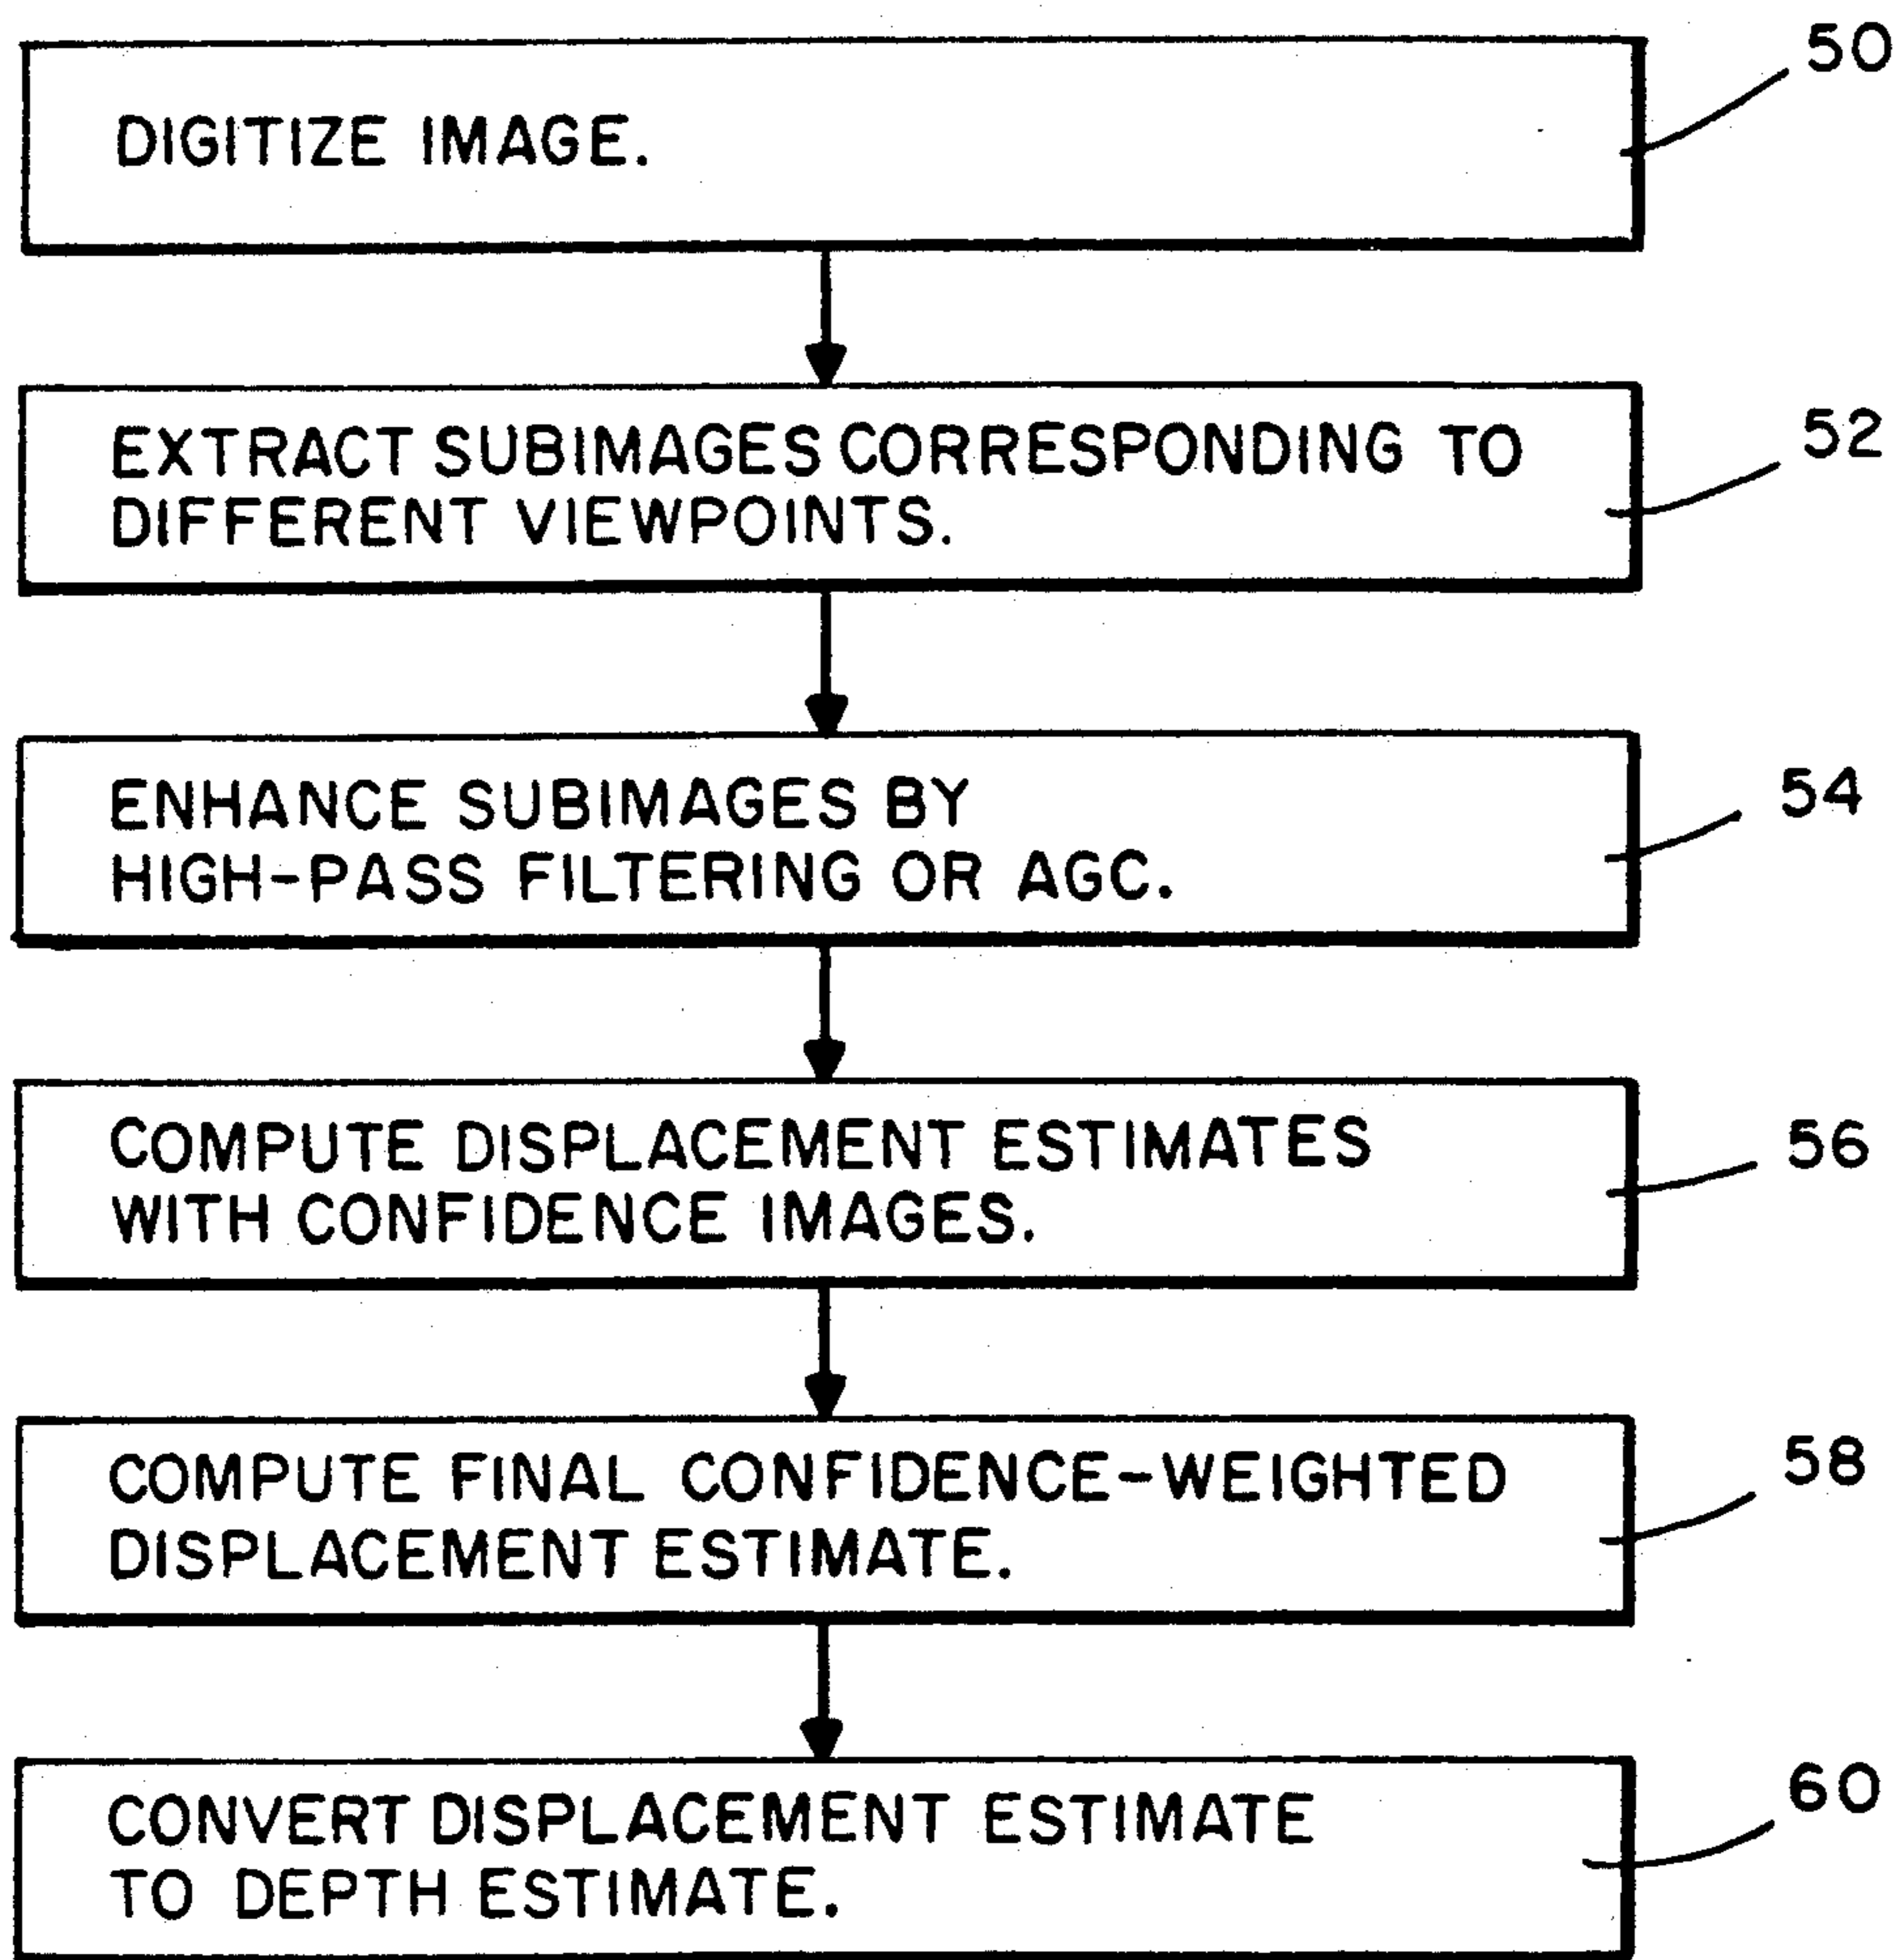 50
DIGITIZE IMAGE.
52
EXTRACT SUBIMAGES CORRESPONDING TO
DIFFERENT VIEWPOINTS.
54
ENHANCE SUBIMAGES BY
HIGH-PASS FILTERING OR AGC.
56
COMPUTE DISPLACEMENT ESTIMATES
WITH CONFIDENCE IMAGES.
58
COMPUTE FINAL CONFIDENCE-WEIGHTED
DISPLACEMENT ESTIMATE.
60
CONVERT DISPLACEMENT ESTIMATE
TO DEPTH ESTIMATE.